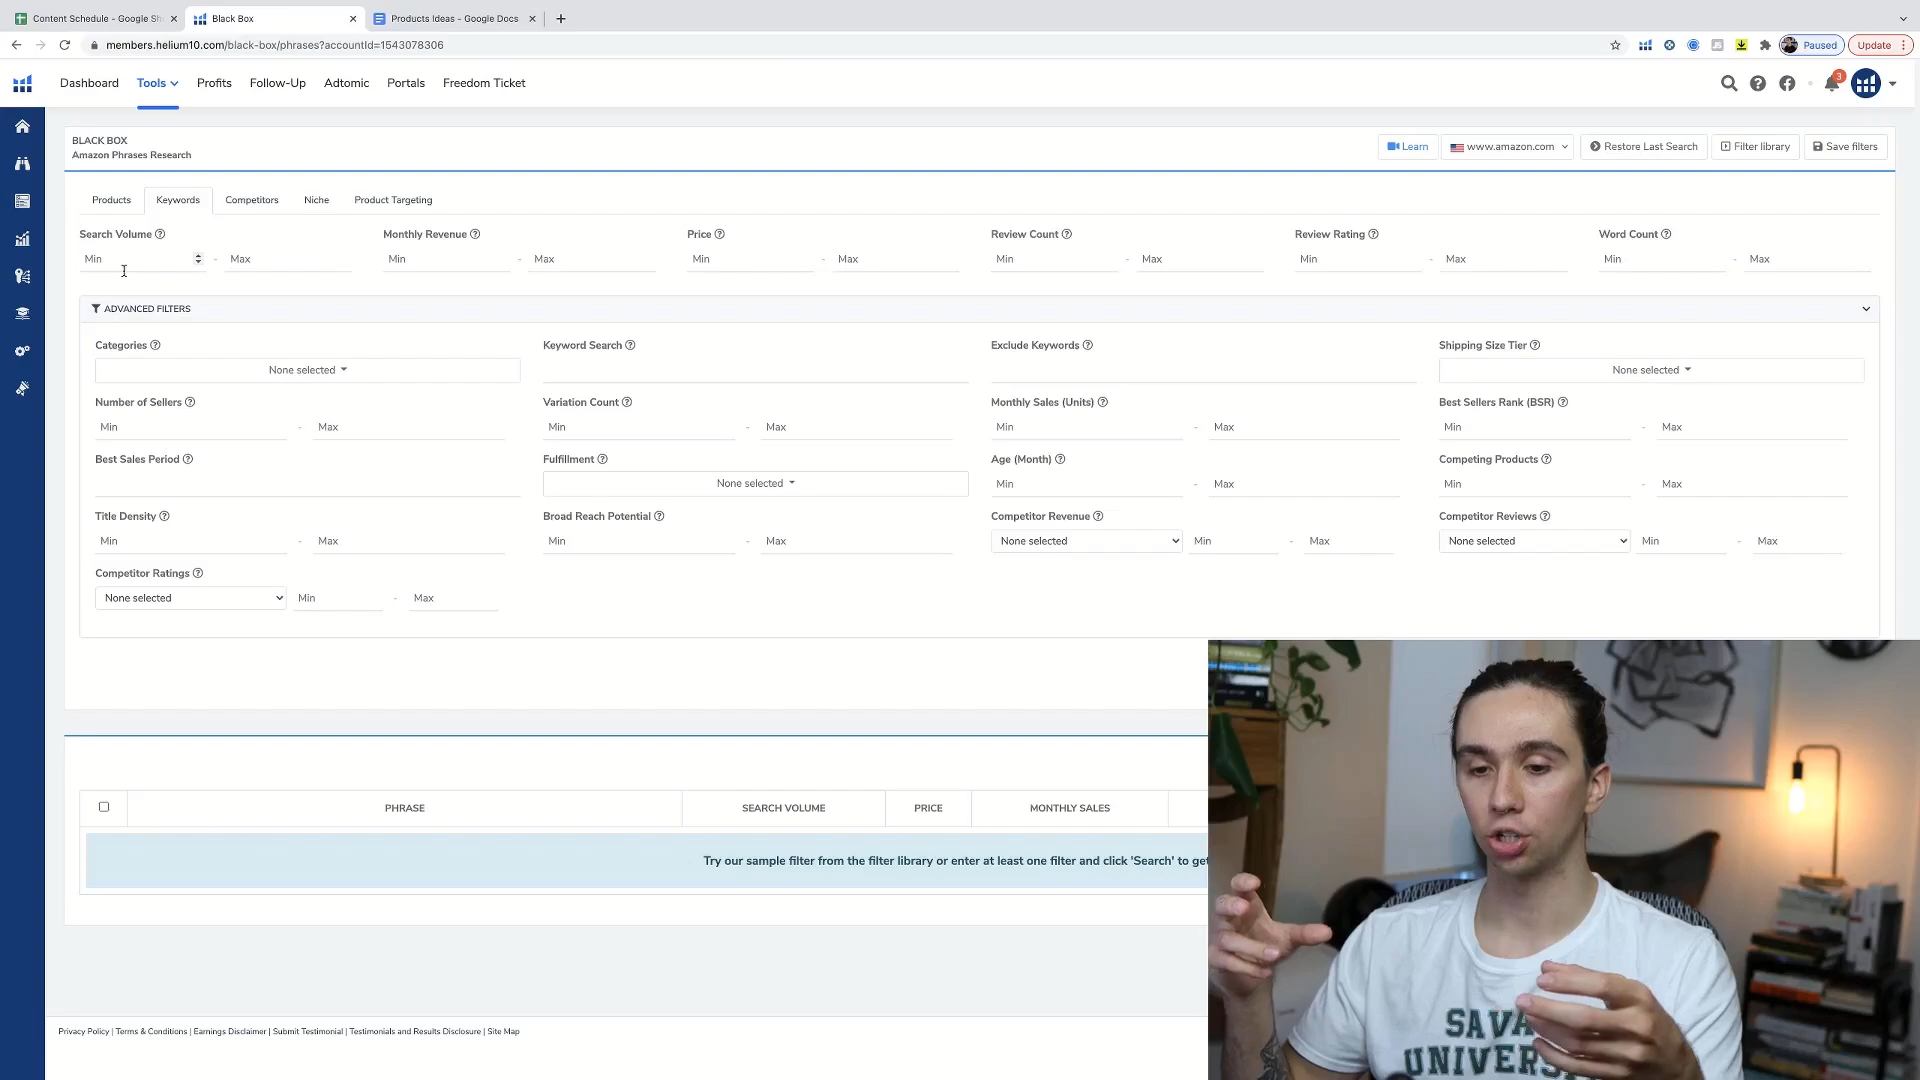 Content Schedule - Google Sh
Black Box
Products Ideas - Google Docs
members.helium10.com/black-box/phrases?accountId=1543078306
Paused
Update
Dashboard
Tools
Profits
Follow-Up
Adtomic
Portals
Freedom Ticket
3
BLACK BOX
Amazon Phrases Research
Learn
www.amazon.com
Restore Last Search
Filter library
Save filters
Products
Keywords
Competitors
Niche
Product Targeting
Search Volume
Monthly Revenue
Price
Review Count
Review Rating
Word Count
Min - Max
Min - Max
Min - Max
Min - Max
Min - Max
Min - Max
ADVANCED FILTERS
Categories
Keyword Search
Exclude Keywords
Shipping Size Tier
None selected
None selected
Number of Sellers
Variation Count
Monthly Sales (Units)
Best Sellers Rank (BSR)
Min - Max
Min - Max
Min - Max
Min - Max
Best Sales Period
Fulfillment
Age (Month)
Competing Products
None selected
Min - Max
Min - Max
Title Density
Broad Reach Potential
Competitor Revenue
Competitor Reviews
Min - Max
Min - Max
None selected
Min - Max
None selected
Min - Max
Competitor Ratings
None selected
Min - Max
PHRASE
SEARCH VOLUME
PRICE
MONTHLY SALES
Try our sample filter from the filter library or enter at least one filter and click 'Search' to get
Privacy Policy | Terms & Conditions | Earnings Disclaimer | Submit Testimonial | Testimonials and Results Disclosure | Site Map
SAVA
UNIVERS